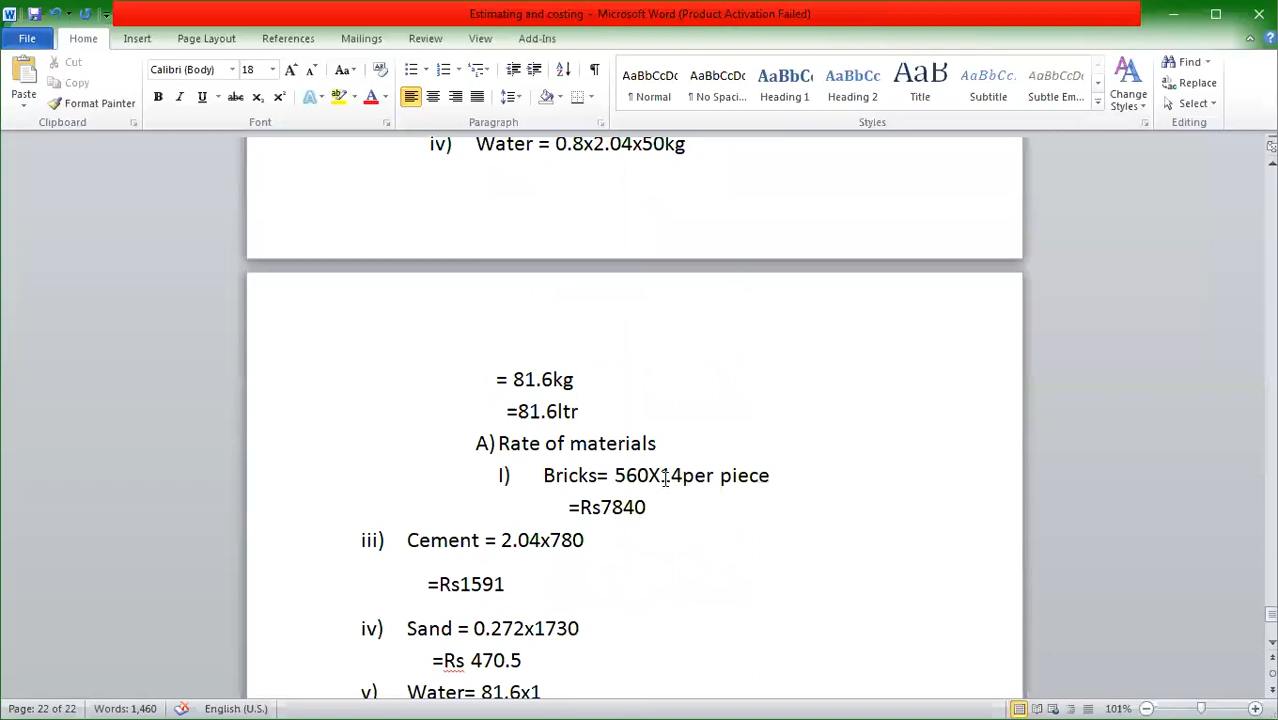 Estimating and costing - Microsoft Word (Product Activation Failed)
File Home Insert Page Layout References Mailings Review View Add-Ins
Paste Cut Copy Format Painter
Calibri (Body) 18
AaBbCcDc AaBbCcDc AaBbCc AaBbCc AaB AaBbCcDc AaBbCcDc
¶ Normal ¶ No Spaci... Heading 1 Heading 2 Title Subtitle Subtle Em...
Change Styles
Find Replace Select
Clipboard Font Paragraph Styles Editing
iv) Water = 0.8x2.04x50kg
= 81.6kg
=81.6ltr
A) Rate of materials
I) Bricks= 560X14per piece
=Rs7840
iii) Cement = 2.04x780
=Rs1591
iv) Sand = 0.272x1730
=Rs 470.5
v) Water= 81.6x1
Page: 22 of 22 Words: 1,460 English (U.S.) 101%